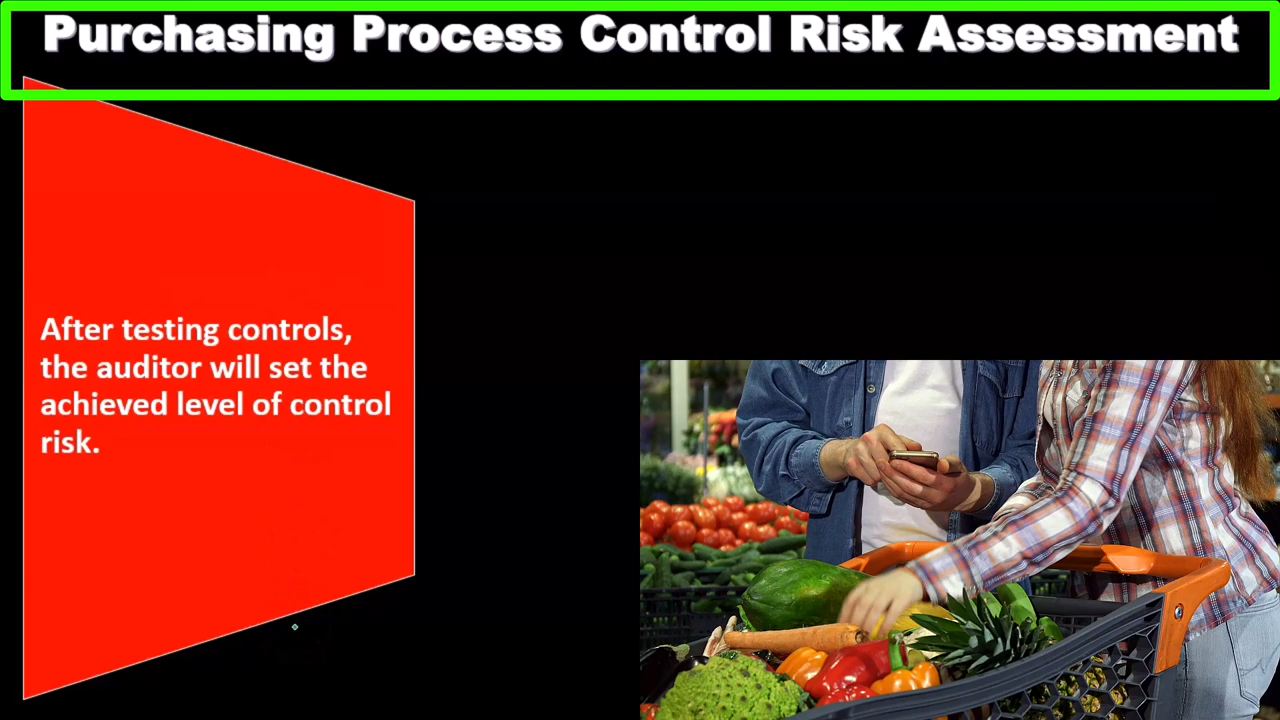 Purchasing Process Control Risk Assessment
After testing controls,
the auditor will set the
achieved level of control
risk.